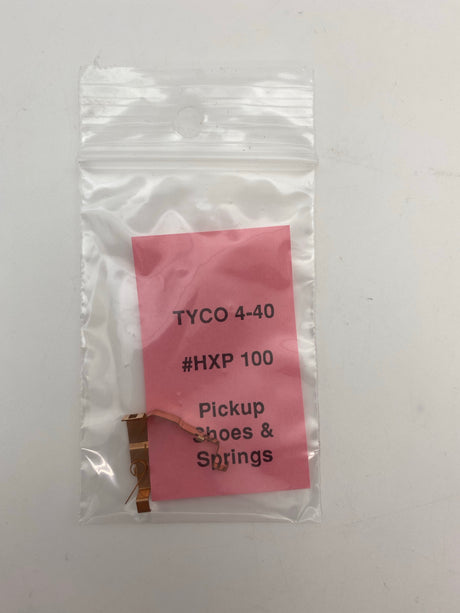 TYCO 4-40
#HXP 100
Pickup
Shoes &
Springs